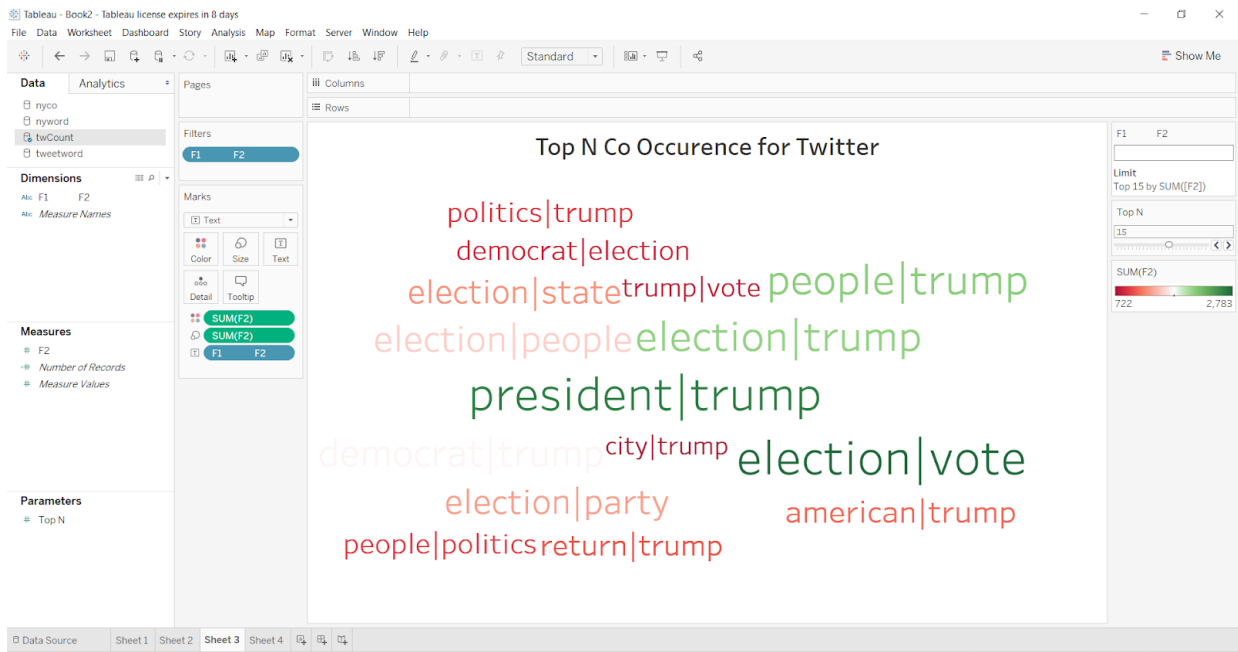 Tableau - Book2 - Tableau license expires in 8 days
File Data Worksheet Dashboard Story Analysis Map Format Server Window Help
Standard
Show Me
Data Analytics
nyco
nyword
twCount
tweetword
Dimensions
Abc F1 F2
Abc Measure Names
Measures
# F2
=# Number of Records
# Measure Values
Parameters
# Top N
Pages
Filters
F1 F2
Marks
Text
Color Size Text
Detail Tooltip
SUM(F2)
SUM(F2)
F1 F2
Columns
Rows
Top N Co Occurence for Twitter
politics|trump
democrat|election
election|state trump|vote people|trump
election|people election|trump
president|trump
democrat|trump city|trump election|vote
election|party american|trump
people|politics return|trump
F1 F2
Limit
Top 15 by SUM([F2])
Top N
15
SUM(F2)
722 2,783
Data Source Sheet 1 Sheet 2 Sheet 3 Sheet 4